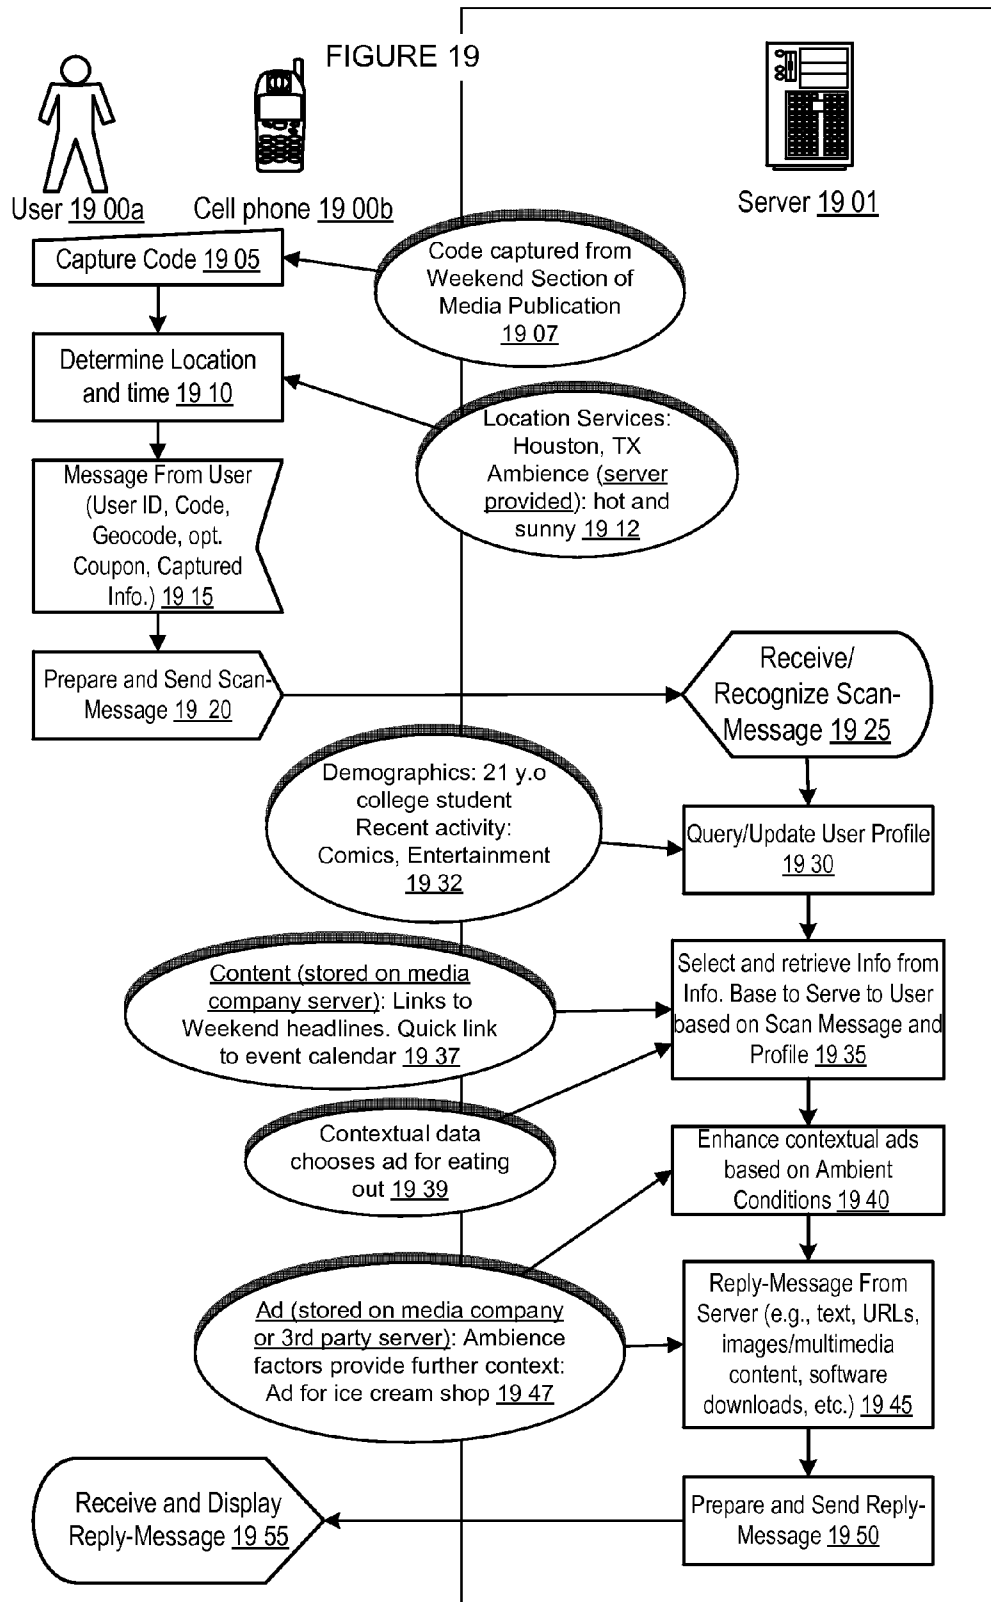 FIGURE 19
User 19 00a
Cell phone 19 00b
Server 19 01
Capture Code 19 05
Code captured from
Weekend Section of
Media Publication
19 07
Determine Location
and time 19 10
Location Services:
Houston, TX
Ambience (server
provided): hot and
sunny 19 12
Message From User
(User ID, Code,
Geocode, opt.
Coupon, Captured
Info.) 19 15
Prepare and Send Scan-
Message 19 20
Receive/
Recognize Scan-
Message 19 25
Demographics: 21 y.o
college student
Recent activity:
Comics, Entertainment
19 32
Query/Update User Profile
19 30
Content (stored on media
company server): Links to
Weekend headlines. Quick link
to event calendar 19 37
Select and retrieve Info from
Info. Base to Serve to User
based on Scan Message and
Profile 19 35
Contextual data
chooses ad for eating
out 19 39
Enhance contextual ads
based on Ambient
Conditions 19 40
Ad (stored on media company
or 3rd party server): Ambience
factors provide further context:
Ad for ice cream shop 19 47
Reply-Message From
Server (e.g., text, URLs,
images/multimedia
content, software
downloads, etc.) 19 45
Receive and Display
Reply-Message 19 55
Prepare and Send Reply-
Message 19 50